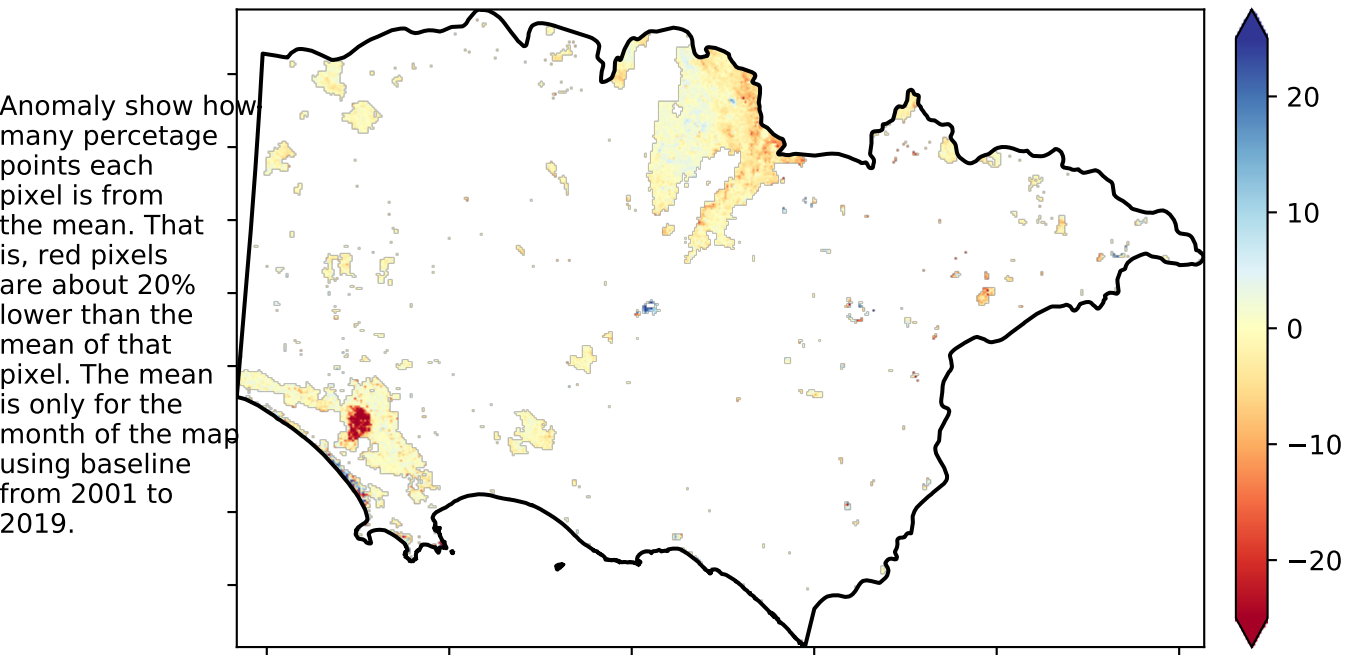 Anomaly show how
many percetage
points each
pixel is from
the mean. That
is, red pixels
are about 20%
lower than the
mean of that
pixel. The mean
is only for the
month of the map
using baseline
from 2001 to
2019.
20
10
0
−10
−20